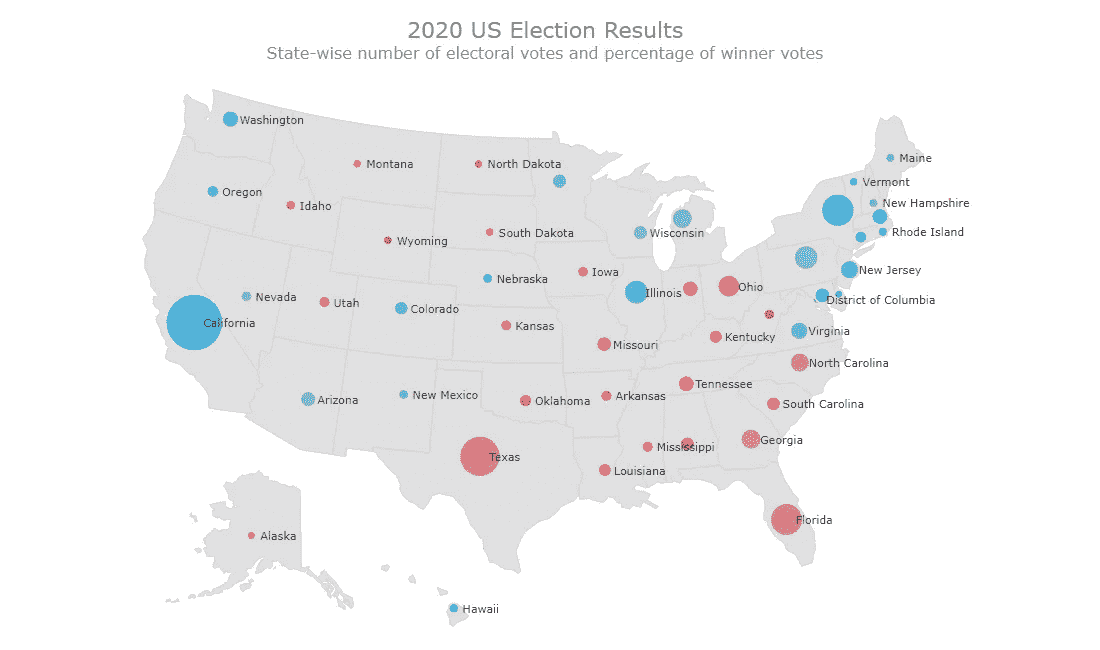 2020 US Election Results
State-wise number of electoral votes and percentage of winner votes
Washington
Maine
Montana
North Dakota
Vermont
Oregon
New Hampshire
Idaho
Rhode Island
South Dakota
Wisconsin
Wyoming
New Jersey
Iowa
Nebraska
Ohio
Illinois
Nevada
District of Columbia
Utah
Colorado
California
Kansas
Virginia
Kentucky
Missouri
North Carolina
Tennessee
New Mexico
Arkansas
Arizona
Oklahoma
South Carolina
Georgia
Mississippi
Texas
Louisiana
Florida
Alaska
Hawaii